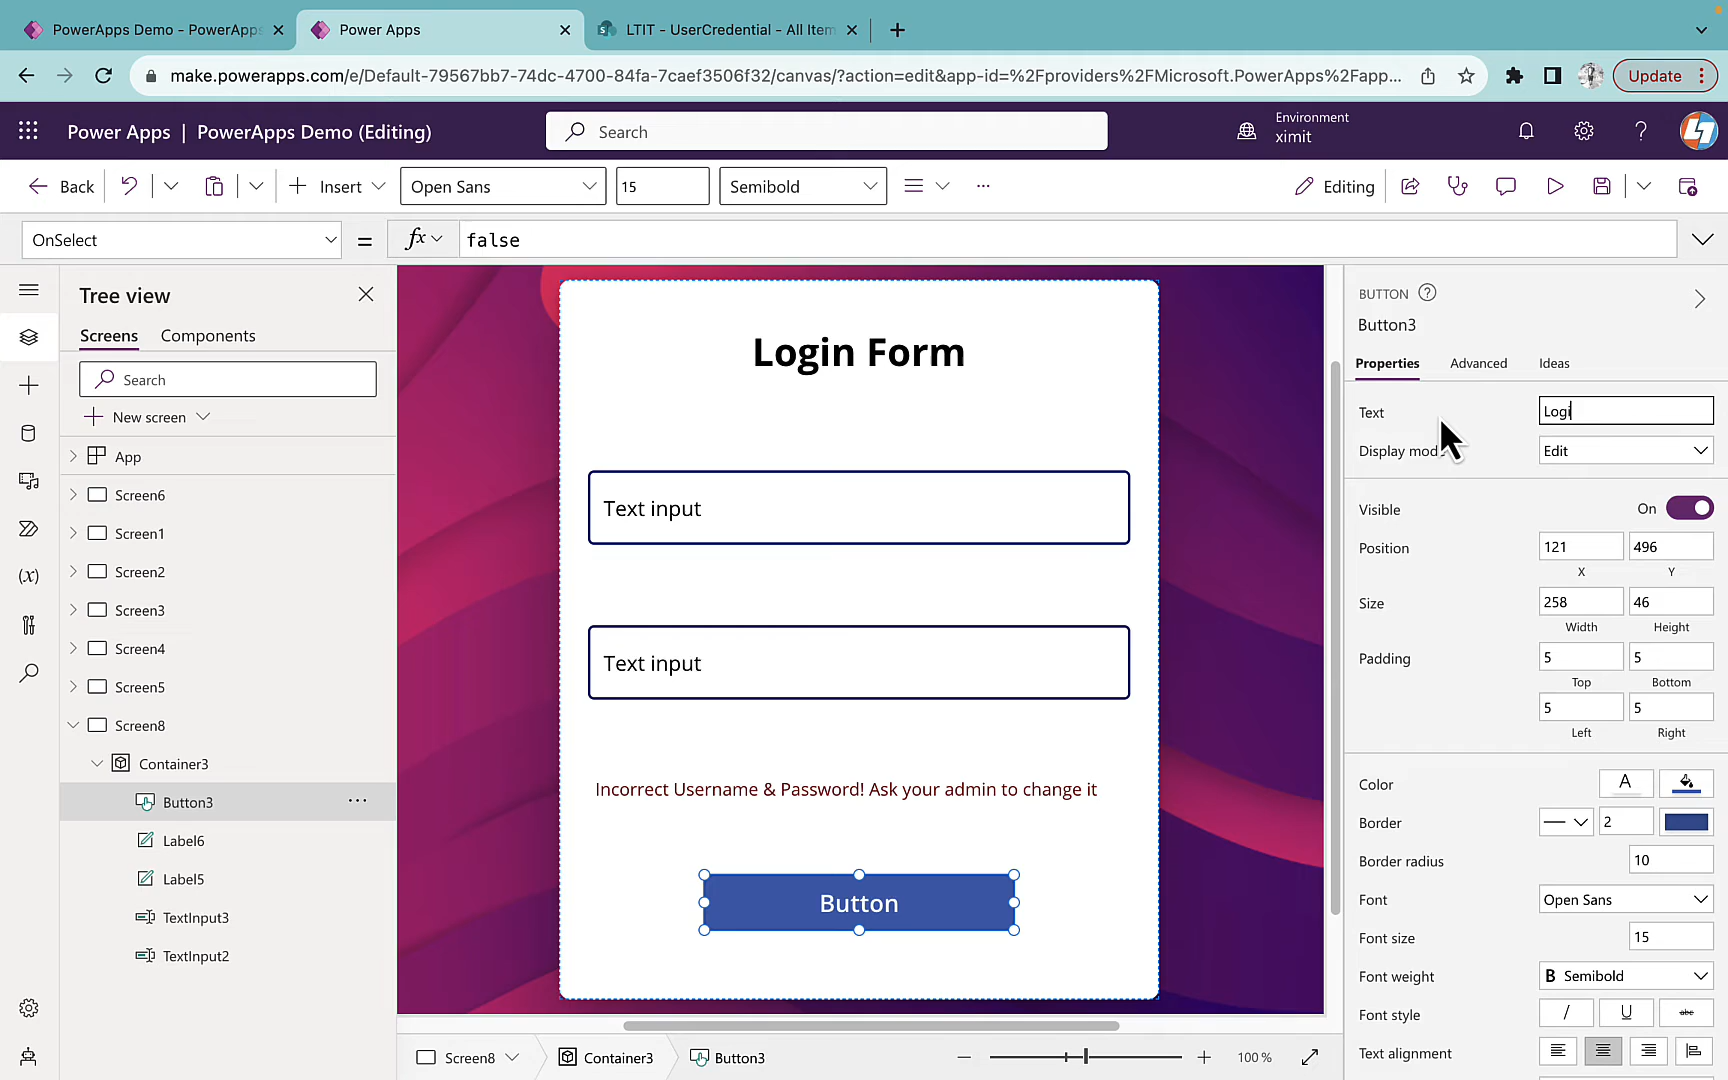 PowerApps Demo - PowerApps
Power Apps
LTIT - UserCredential - All Item
make.powerapps.com/e/Default-79567bb7-74dc-4700-84fa-7caef3506f32/canvas/?action=edit&app-id=%2Fproviders%2FMicrosoft.PowerApps%2Fapp...
Update
Power Apps | PowerApps Demo (Editing)
Search
Environment
ximit
?
Back
Insert
Open Sans
15
Semibold
...
Editing
OnSelect
=
fx
false
Tree view
Screens
Components
Search
New screen
App
Screen6
Screen1
Screen2
Screen3
Screen4
Screen5
Screen8
Container3
Button3
...
Label6
Label5
TextInput3
TextInput2
(x)
Login Form
Text input
Text input
Incorrect Username & Password! Ask your admin to change it
Button
Screen8
Container3
Button3
100 %
BUTTON ?
Button3
Properties
Advanced
Ideas
Text
Logi
Display mod
Edit
Visible
On
Position
121
496
X
Y
Size
258
46
Width
Height
Padding
5
5
Top
Bottom
5
5
Left
Right
Color
A
Border
2
Border radius
10
Font
Open Sans
Font size
15
Font weight
B Semibold
Font style
/
U
abc
Text alignment